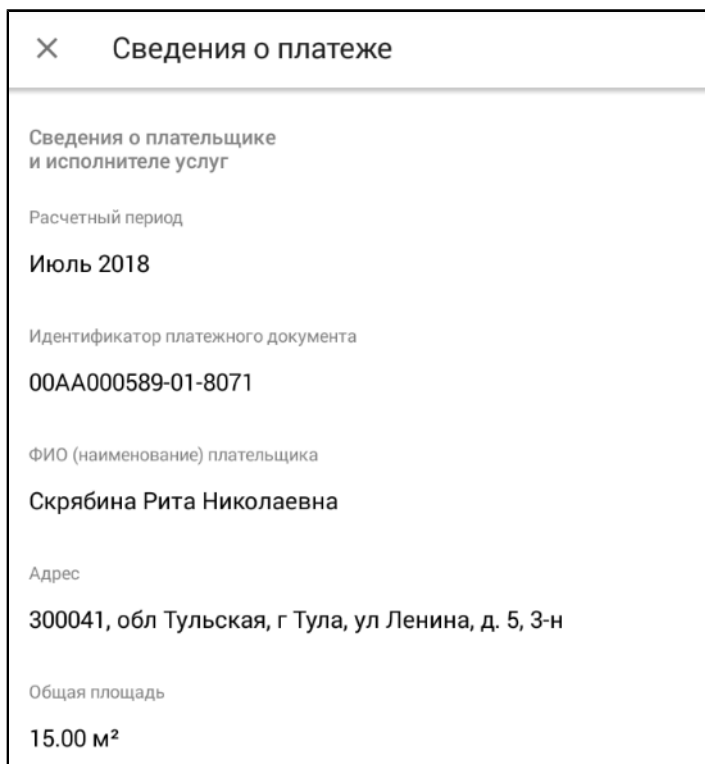 Сведения о платеже
Сведения о плательщике
и исполнителе услуг
Расчетный период
Июль 2018
Идентификатор платежного документа
00АА000589-01-8071
ФИО (наименование) плательщика
Скрябина Рита Николаевна
Адрес
300041, обл Тульская, г Тула, ул Ленина, д. 5, 3-н
Общая площадь
15.00 м²